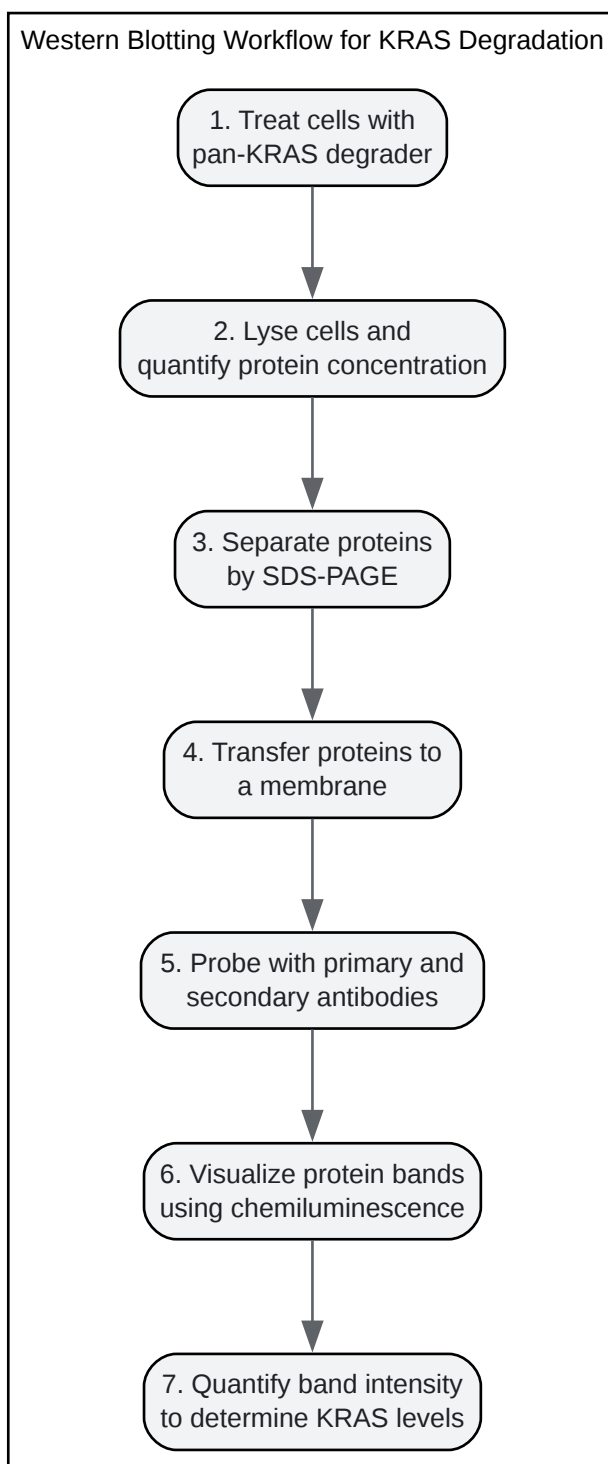 Western Blotting Workflow for KRAS Degradation
1. Treat cells with
pan-KRAS degrader
2. Lyse cells and
quantify protein concentration
3. Separate proteins
by SDS-PAGE
4. Transfer proteins to
a membrane
5. Probe with primary and
secondary antibodies
6. Visualize protein bands
using chemiluminescence
7. Quantify band intensity
to determine KRAS levels